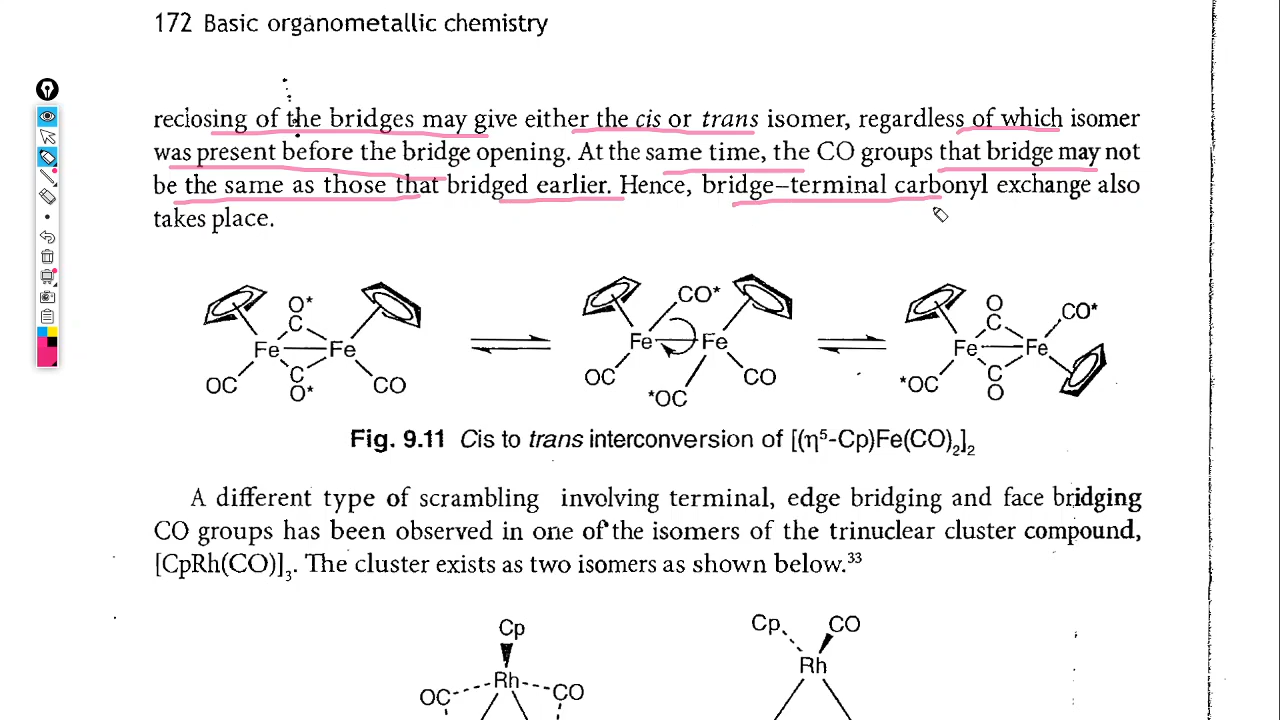 172 Basic organometallic chemistry
reclosing of the bridges may give either the cis or trans isomer, regardless of which isomer
was present before the bridge opening. At the same time, the CO groups that bridge may not
be the same as those that bridged earlier. Hence, bridge–terminal carbonyl exchange also
takes place.
O* CO* O CO*
C C
Fe Fe Fe Fe Fe Fe
OC C CO OC CO *OC C
O* *OC O
Fig. 9.11 Cis to trans interconversion of [(η⁵-Cp)Fe(CO)₂]₂
A different type of scrambling involving terminal, edge bridging and face bridging
CO groups has been observed in one of the isomers of the trinuclear cluster compound,
[CpRh(CO)]₃. The cluster exists as two isomers as shown below.³³
Cp Cp CO
Rh Rh
OC CO